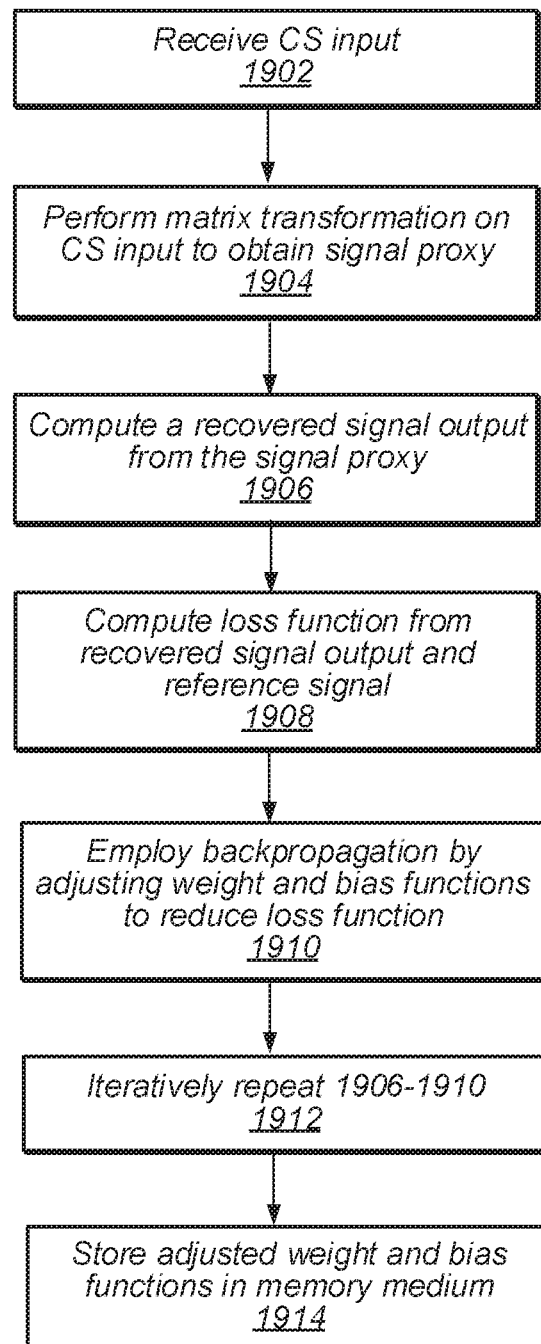 Receive CS input
1902
Perform matrix transformation on
CS input to obtain signal proxy
1904
Compute a recovered signal output
from the signal proxy
1906
Compute loss function from
recovered signal output and
reference signal
1908
Employ backpropagation by
adjusting weight and bias functions
to reduce loss function
1910
Iteratively repeat 1906-1910
1912
Store adjusted weight and bias
functions in memory medium
1914